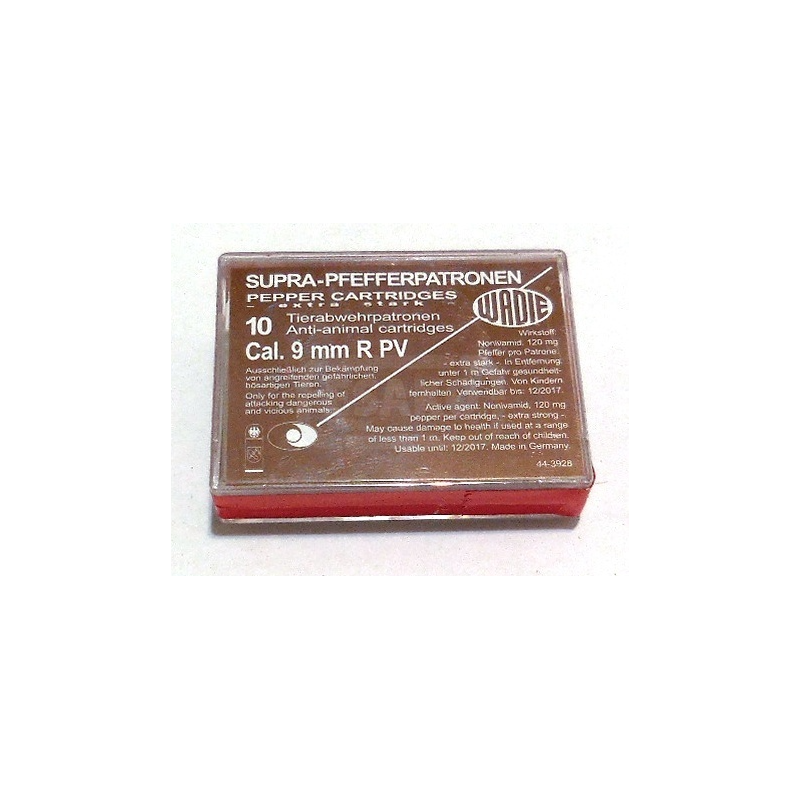 SUPRA-PFEFFERPATRONEN
PEPPER CARTRIDGES
- extra stark -
WADIE
10 Tierabwehrpatronen
Anti-animal cartridges
Cal. 9 mm R PV
Ausschließlich zur Bekämpfung
von angreifenden gefährlichen,
bösartigen Tieren.
Only for the repelling of
attacking dangerous
and vicious animals
Wirkstoff:
Nonivamid, 120 mg
Pfeffer pro Patrone,
- extra stark -. In Entfernung
unter 1 m Gefahr gesundheit-
licher Schädigungen. Von Kindern
fernhalten. Verwendbar bis: 12/2017.
Active agent: Nonivamid, 120 mg
pepper per cartridge, - extra strong -
May cause damage to health if used at a range
of less than 1 m. Keep out of reach of children.
Usable until: 12/2017. Made in Germany.
44-3928